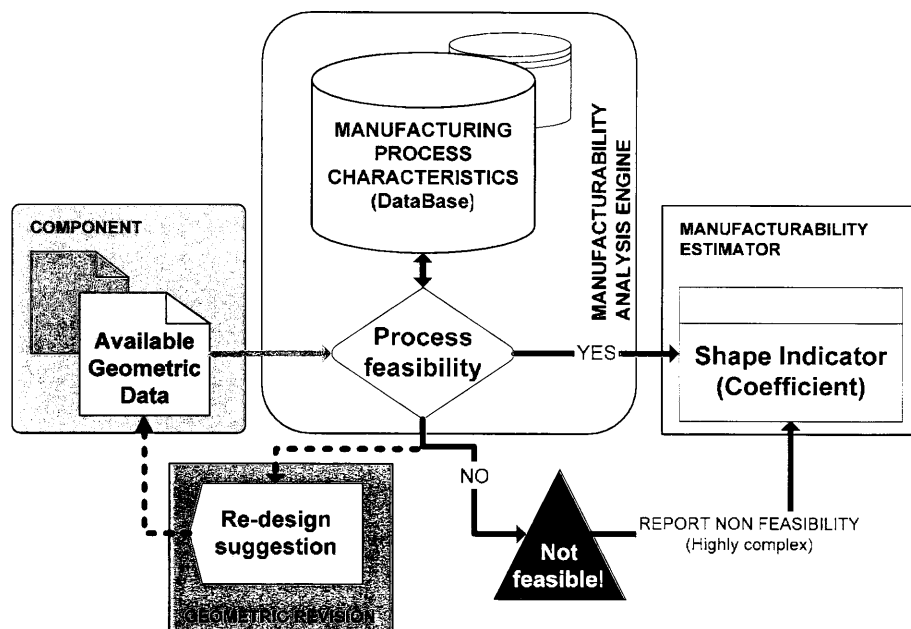 MANUFACTURING
PROCESS
CHARACTERISTICS
(DataBase)
MANUFACTURABILITY
ANALYSIS ENGINE
COMPONENT
Available
Geometric
Data
Process
feasibility
YES
MANUFACTURABILITY
ESTIMATOR
Shape Indicator
(Coefficient)
NO
Re-design
suggestion
GEOMETRIC REVISION
Not
feasible!
REPORT NON FEASIBILITY
(Highly complex)